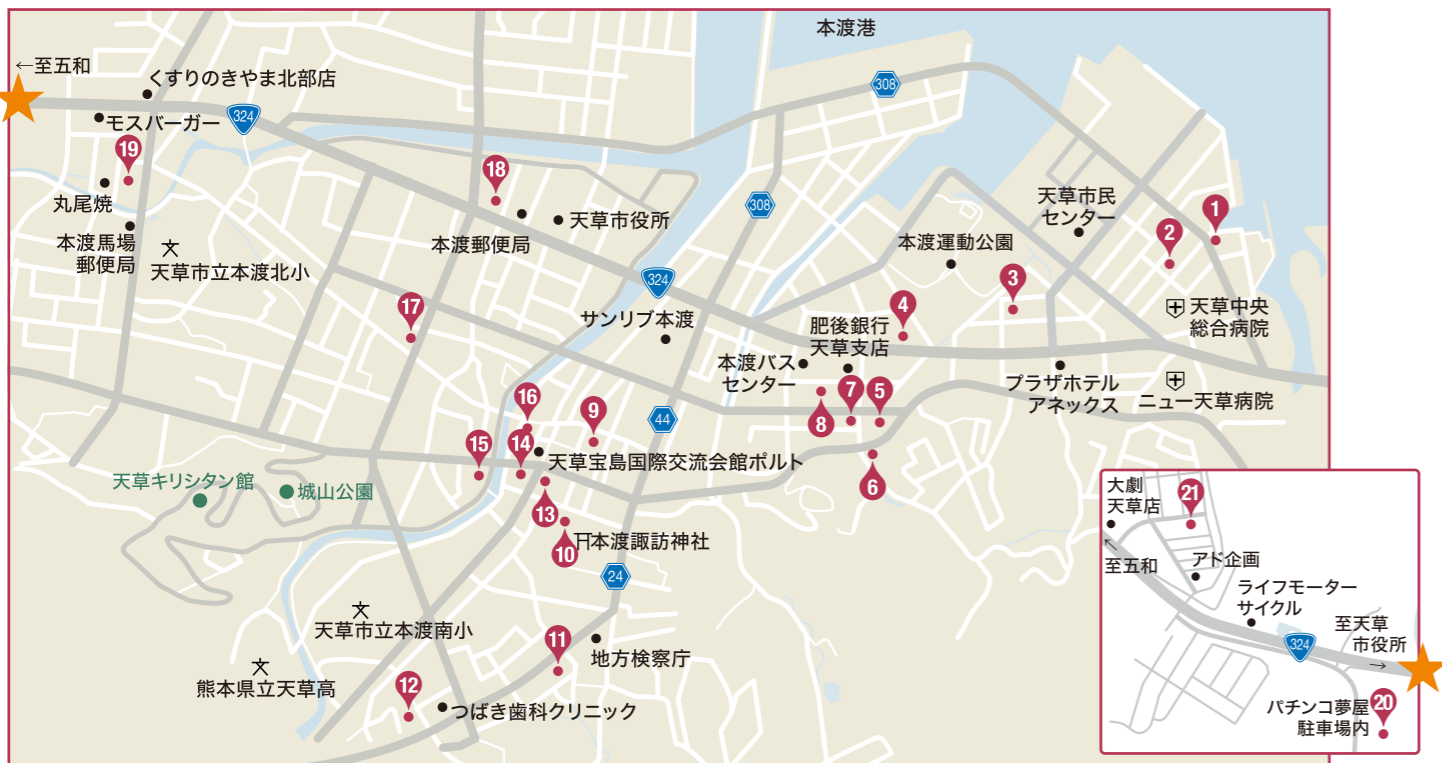 本渡港
←至五和
くすりのきやま北部店
308
324
モスバーガー
19
18
308
天草市民
センター
1
2
丸尾焼
天草市役所
本渡郵便局
本渡運動公園
本渡馬場
郵便局
天草市立本渡北小
324
3
17
4
天草中央
総合病院
サンリブ本渡
肥後銀行
天草支店
本渡バス
センター
プラザホテル
アネックス
ニュー天草病院
16
9
44
7
5
8
15
14
天草宝島国際交流会館ポルト
天草キリシタン館
城山公園
6
13
10
本渡諏訪神社
24
天草市立本渡南小
11
地方検察庁
熊本県立天草高
12
つばき歯科クリニック
大劇
天草店
21
↑
至五和
アド企画
ライフモーター
サイクル
324
至天草
市役所
→
パチンコ夢屋
駐車場内
20